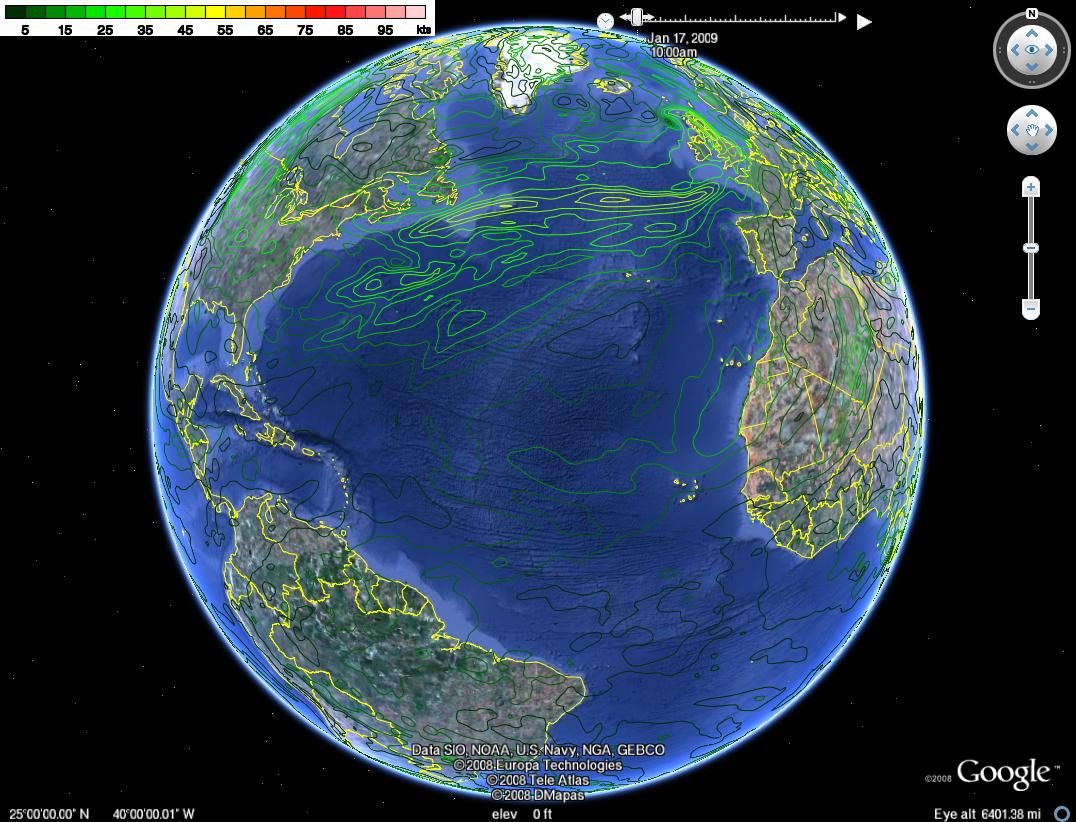 5 15 25 35 45 55 65 75 85 95 kts
Jan 17, 2009
10:00am
N
Data SIO, NOAA, U.S. Navy, NGA, GEBCO
©2008 Europa Technologies
©2008 Tele Atlas
©2008 DMapas
©2008 Google™
25°00'00.00" N 40°00'00.01" W elev 0 ft Eye alt 6401.38 mi